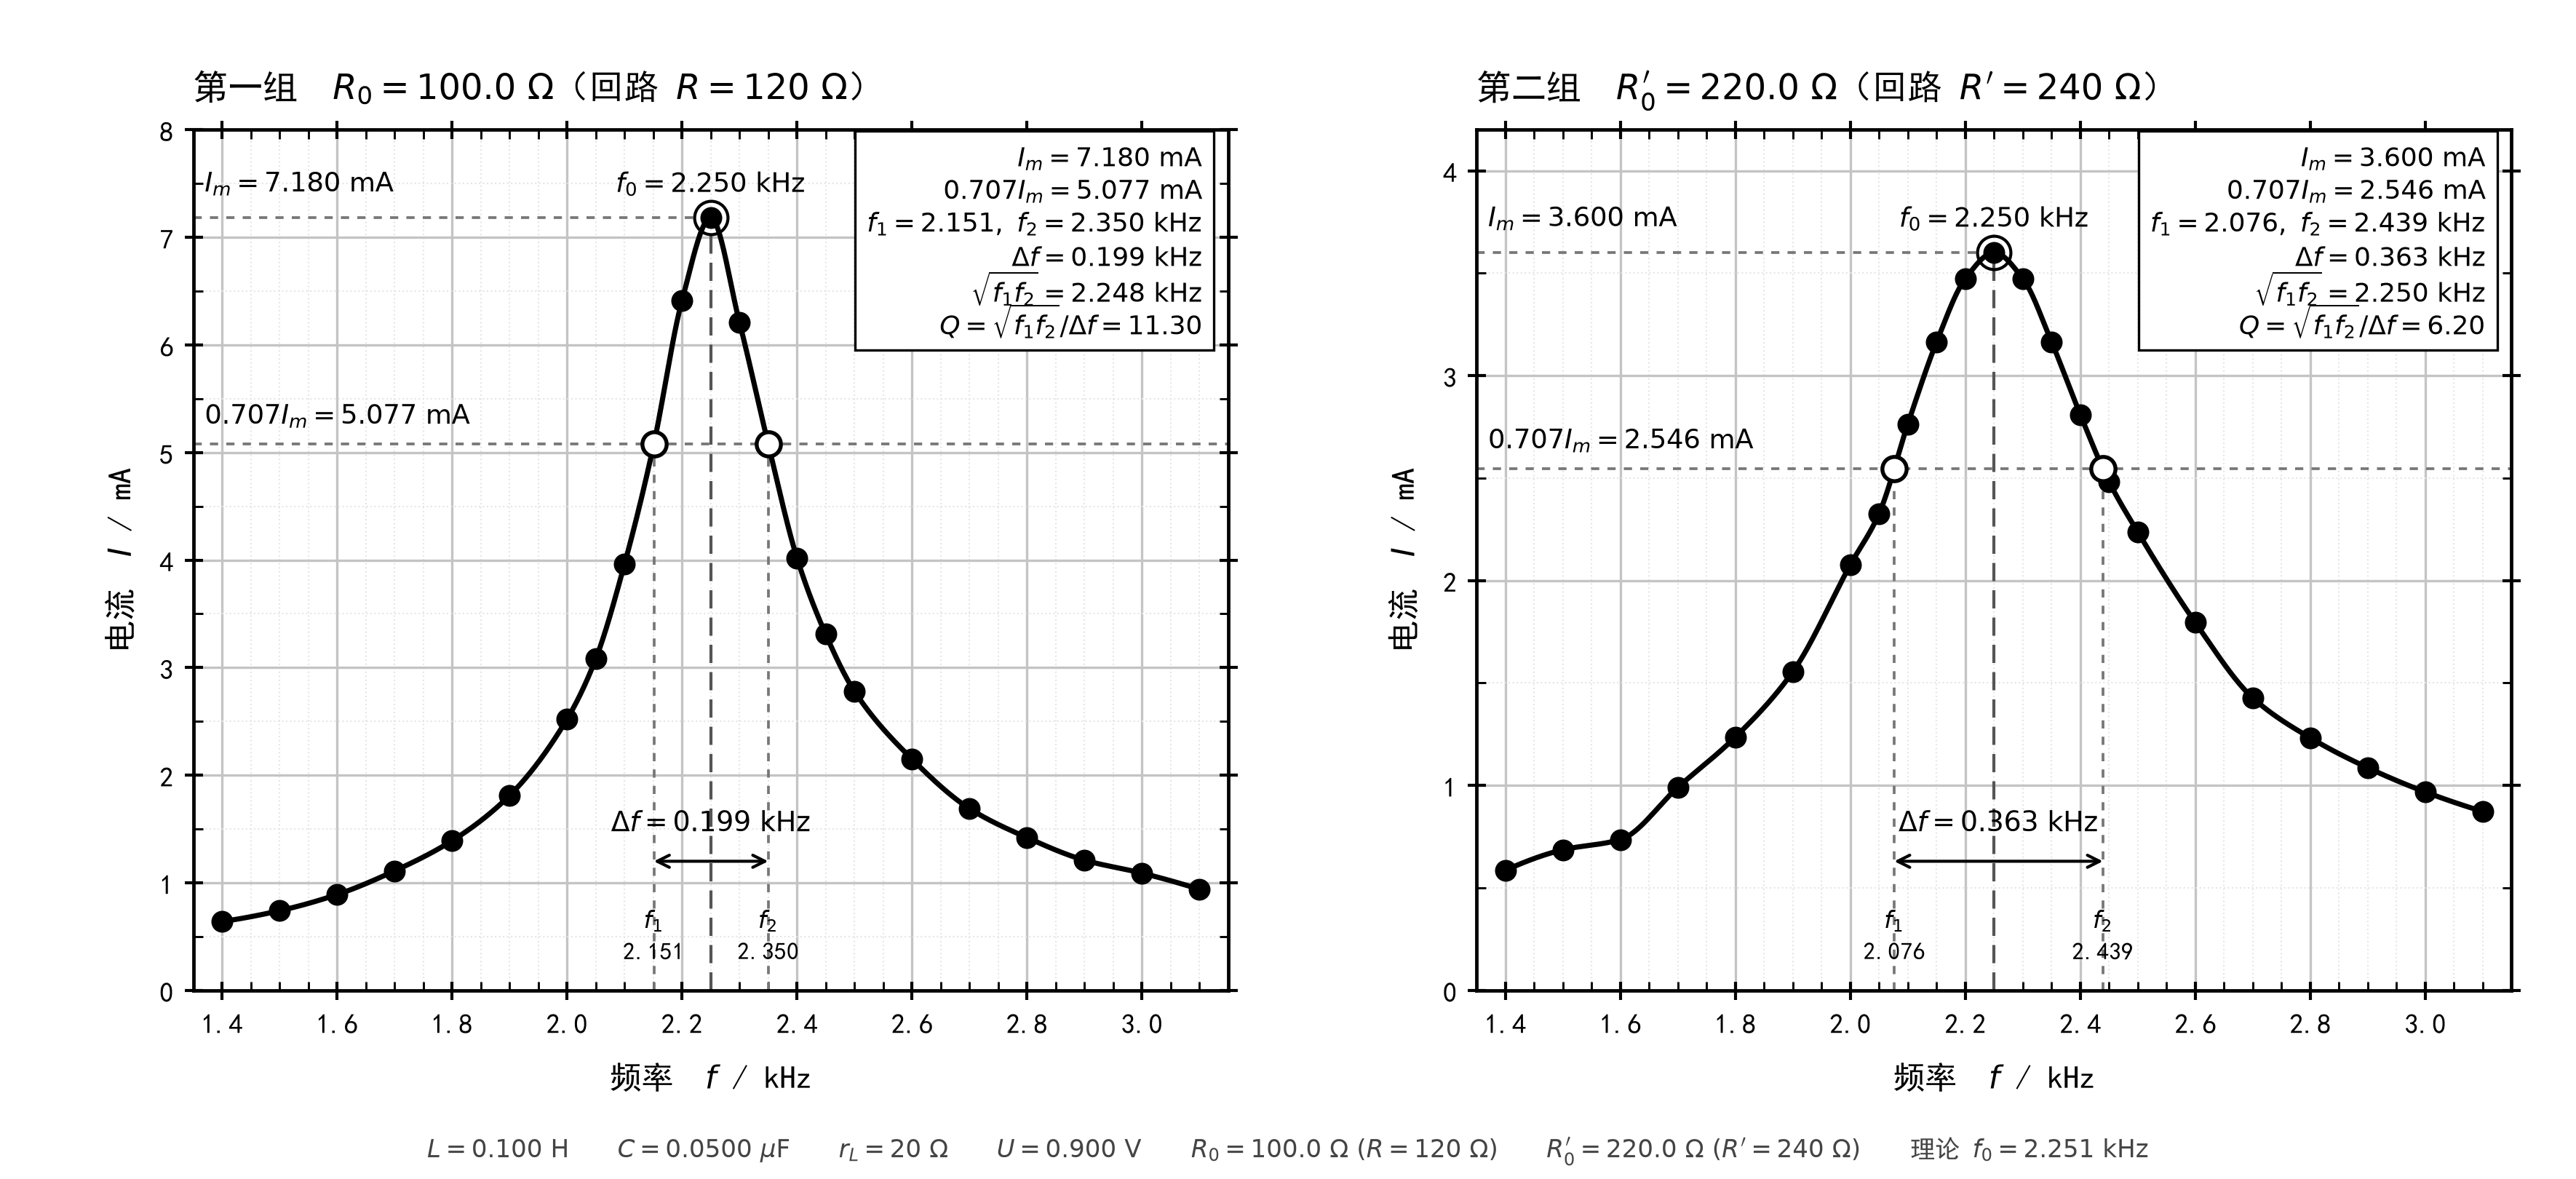 第一组 R₀ = 100.0 Ω（回路 R = 120 Ω）
Iₘ = 7.180 mA
f₀ = 2.250 kHz
Iₘ = 7.180 mA
0.707Iₘ = 5.077 mA
f₁ = 2.151, f₂ = 2.350 kHz
Δf = 0.199 kHz
√f₁f₂ = 2.248 kHz
Q = √f₁f₂/Δf = 11.30
0.707Iₘ = 5.077 mA
Δf = 0.199 kHz
f₁
2.151
f₂
2.350
8
7
6
5
4
3
2
1
0
电流 I / mA
1.4 1.6 1.8 2.0 2.2 2.4 2.6 2.8 3.0
频率 f / kHz
第二组 R₀′ = 220.0 Ω（回路 R′ = 240 Ω）
Iₘ = 3.600 mA
f₀ = 2.250 kHz
Iₘ = 3.600 mA
0.707Iₘ = 2.546 mA
f₁ = 2.076, f₂ = 2.439 kHz
Δf = 0.363 kHz
√f₁f₂ = 2.250 kHz
Q = √f₁f₂/Δf = 6.20
0.707Iₘ = 2.546 mA
Δf = 0.363 kHz
f₁
2.076
f₂
2.439
4
3
2
1
0
电流 I / mA
1.4 1.6 1.8 2.0 2.2 2.4 2.6 2.8 3.0
频率 f / kHz
L = 0.100 H C = 0.0500 μF r_L = 20 Ω U = 0.900 V R₀ = 100.0 Ω (R = 120 Ω) R₀′ = 220.0 Ω (R′ = 240 Ω) 理论 f₀ = 2.251 kHz